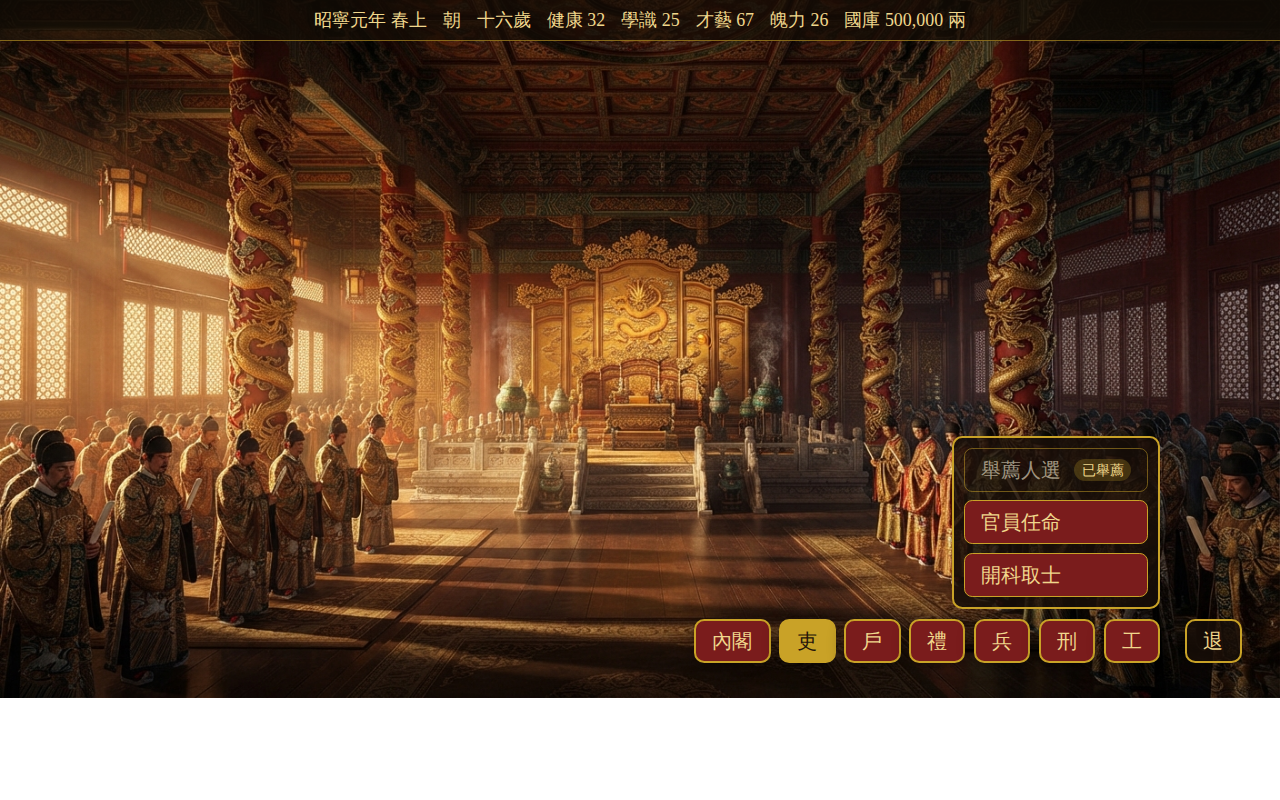 昭寧元年 春上 朝 十六歲 健康 32 學識 25 才藝 67 魄力 26 國庫 500,000 兩
舉薦人選 已舉薦
官員任命
開科取士
內閣 吏 戶 禮 兵 刑 工 退